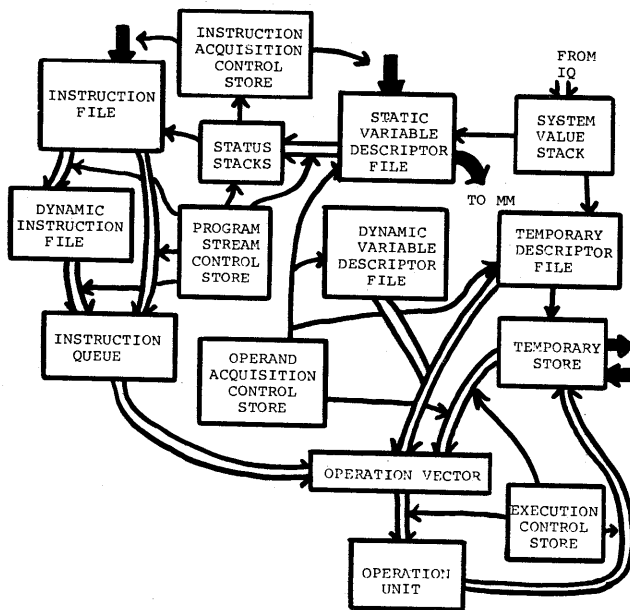 INSTRUCTION
ACQUISITION
CONTROL
STORE
FROM
IQ
INSTRUCTION
FILE
STATIC
VARIABLE
DESCRIPTOR
FILE
SYSTEM
VALUE
STACK
STATUS
STACKS
TO MM
DYNAMIC
INSTRUCTION
FILE
PROGRAM
STREAM
CONTROL
STORE
DYNAMIC
VARIABLE
DESCRIPTOR
FILE
TEMPORARY
DESCRIPTOR
FILE
INSTRUCTION
QUEUE
OPERAND
ACQUISITION
CONTROL
STORE
TEMPORARY
STORE
OPERATION VECTOR
EXECUTION
CONTROL
STORE
OPERATION
UNIT